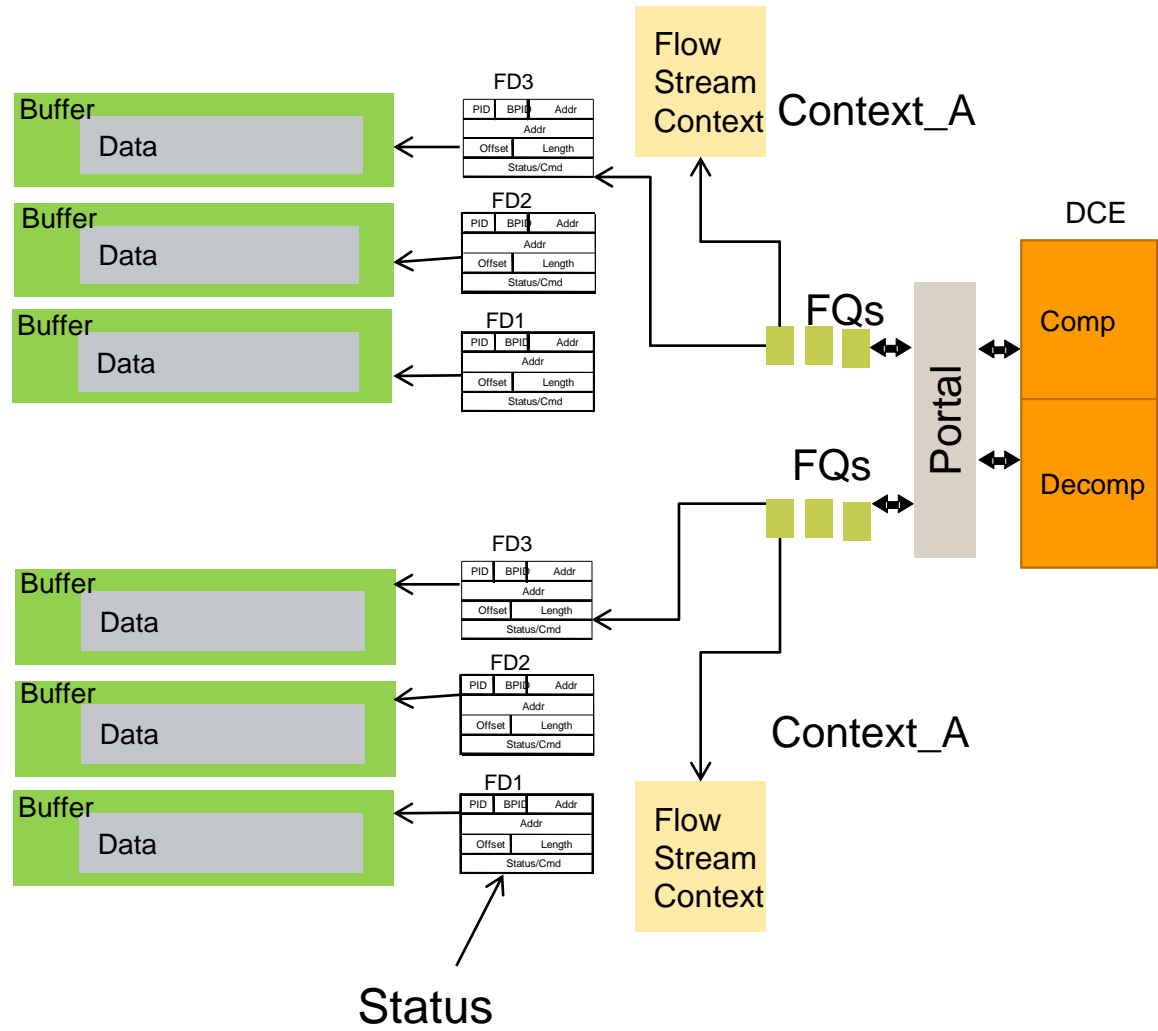 Flow
Stream
Context
Context_A
FD3
PID BPID Addr
Addr
Offset Length
Status/Cmd
Buffer
Data
FD2
PID BPID Addr
Addr
Offset Length
Status/Cmd
Buffer
Data
FD1
PID BPID Addr
Addr
Offset Length
Status/Cmd
Buffer
Data
FQs
DCE
Comp
Portal
Decomp
FQs
FD3
PID BPID Addr
Addr
Offset Length
Status/Cmd
Buffer
Data
FD2
PID BPID Addr
Addr
Offset Length
Status/Cmd
Buffer
Data
Context_A
FD1
PID BPID Addr
Addr
Offset Length
Status/Cmd
Buffer
Data
Flow
Stream
Context
Status